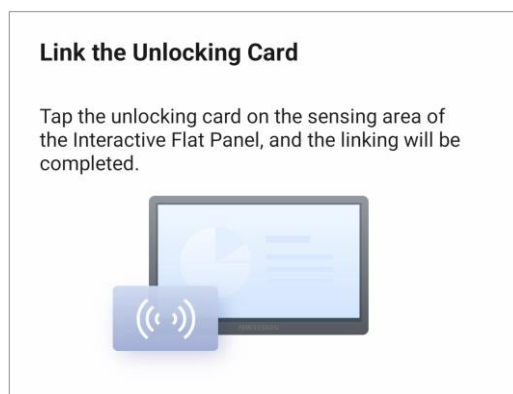 Link the Unlocking Card
Tap the unlocking card on the sensing area of
the Interactive Flat Panel, and the linking will be
completed.
HIKVISION